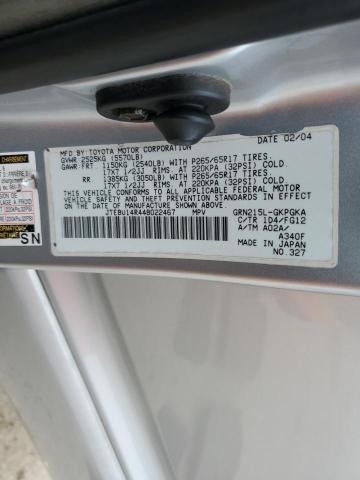 MFD BY: TOYOTA MOTOR CORPORATION
DATE 02/04
GVWR 2525KG (5570LB)
GAWR: FRT 1150KG (2540LB) WITH P265/65R17 TIRES,
17X7 1/2JJ RIMS, AT 220KPA (32PSI) COLD.
RR 1385KG (3050LB) WITH P265/65R17 TIRES,
17X7 1/2JJ RIMS, AT 220KPA (32PSI) COLD.
THIS VEHICLE CONFORMS TO ALL APPLICABLE FEDERAL MOTOR
VEHICLE SAFETY STANDARDS IN EFFECT
ON THE DATE OF MANUFACTURE SHOWN ABOVE.
JTEBU14R448022467 MPV
GRN215L-GKPGKA
C/TR 1D4/FG12
A/TM A02A/
A340F
MADE IN JAPAN
NO.327
CHARGEMENT
SN